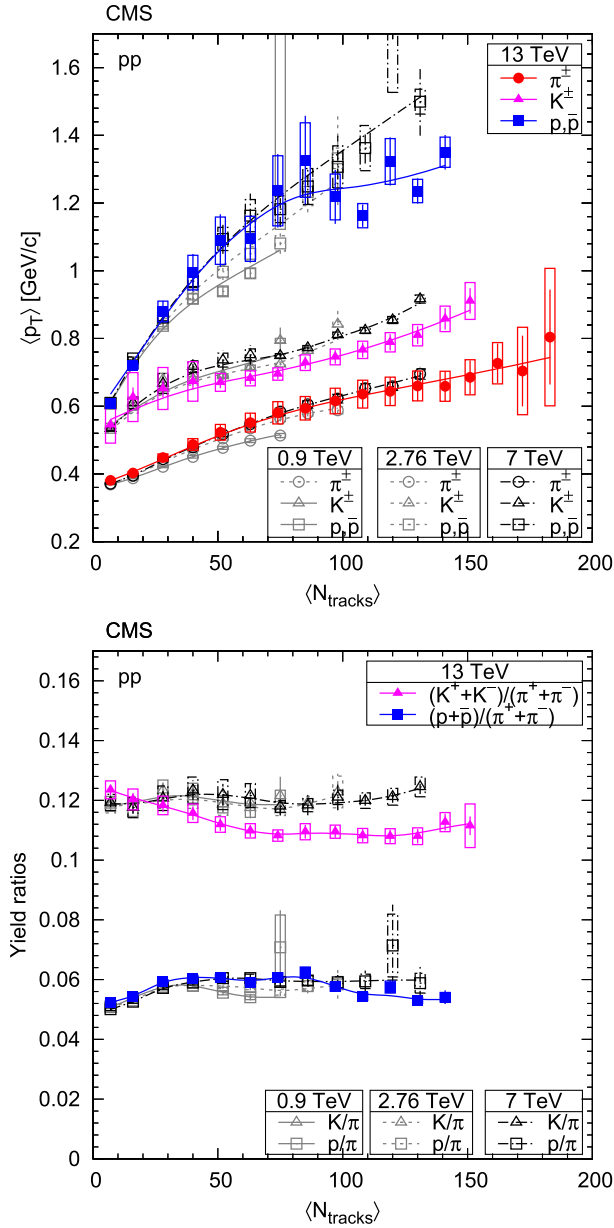 CMS
pp
13 TeV
π±
K±
p,p̄
⟨pT⟩ [GeV/c]
1.6
1.4
1.2
1
0.8
0.6
0.4
0.2
0.9 TeV 2.76 TeV 7 TeV
π± π± π±
K± K± K±
p,p̄ p,p̄ p,p̄
0 50 100 150 200
⟨Ntracks⟩
CMS
pp
13 TeV
(K⁺+K⁻)/(π⁺+π⁻)
(p+p̄)/(π⁺+π⁻)
Yield ratios
0.16
0.14
0.12
0.1
0.08
0.06
0.04
0.02
0
0.9 TeV 2.76 TeV 7 TeV
K/π K/π K/π
p/π p/π p/π
0 50 100 150 200
⟨Ntracks⟩